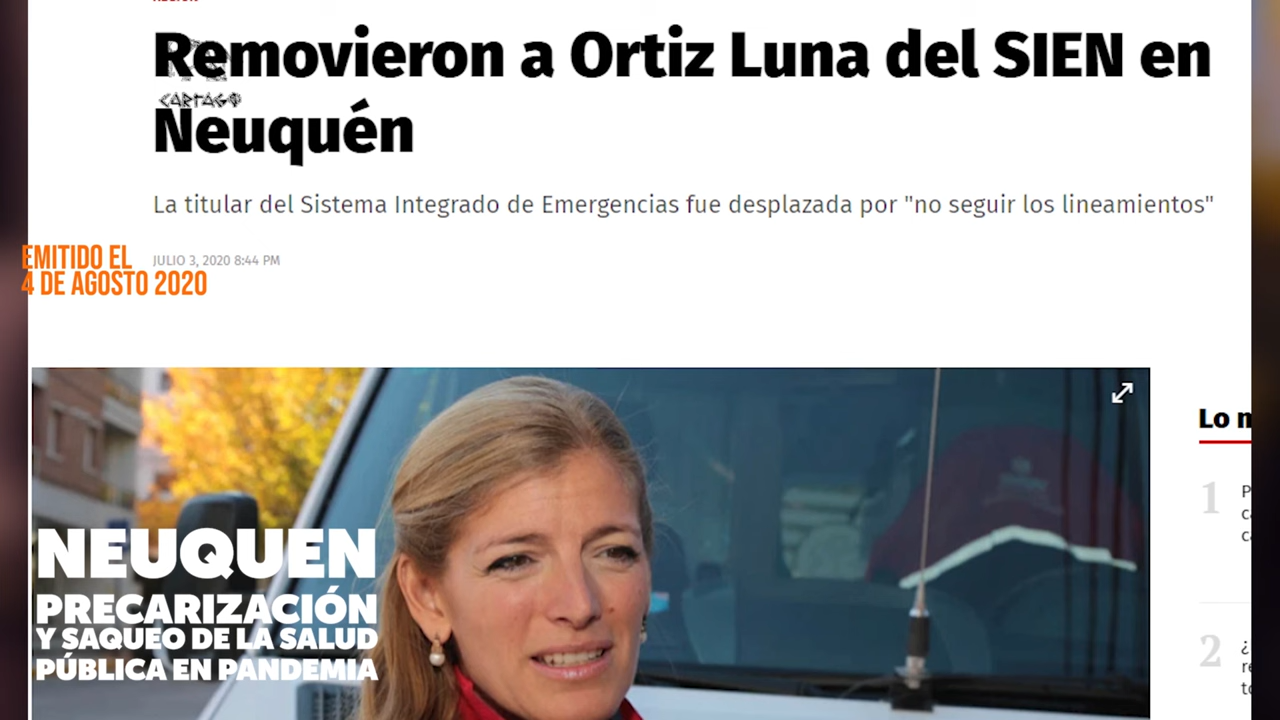 REGIÓN
Removieron a Ortiz Luna del SIEN en
CARTAGO
Neuquén
La titular del Sistema Integrado de Emergencias fue desplazada por "no seguir los lineamientos"
EMITIDO EL
JULIO 3, 2020 8:44 PM
4 DE AGOSTO 2020
Lo
1
2
NEUQUEN
PRECARIZACIÓN
Y SAQUEO DE LA SALUD
PÚBLICA EN PANDEMIA